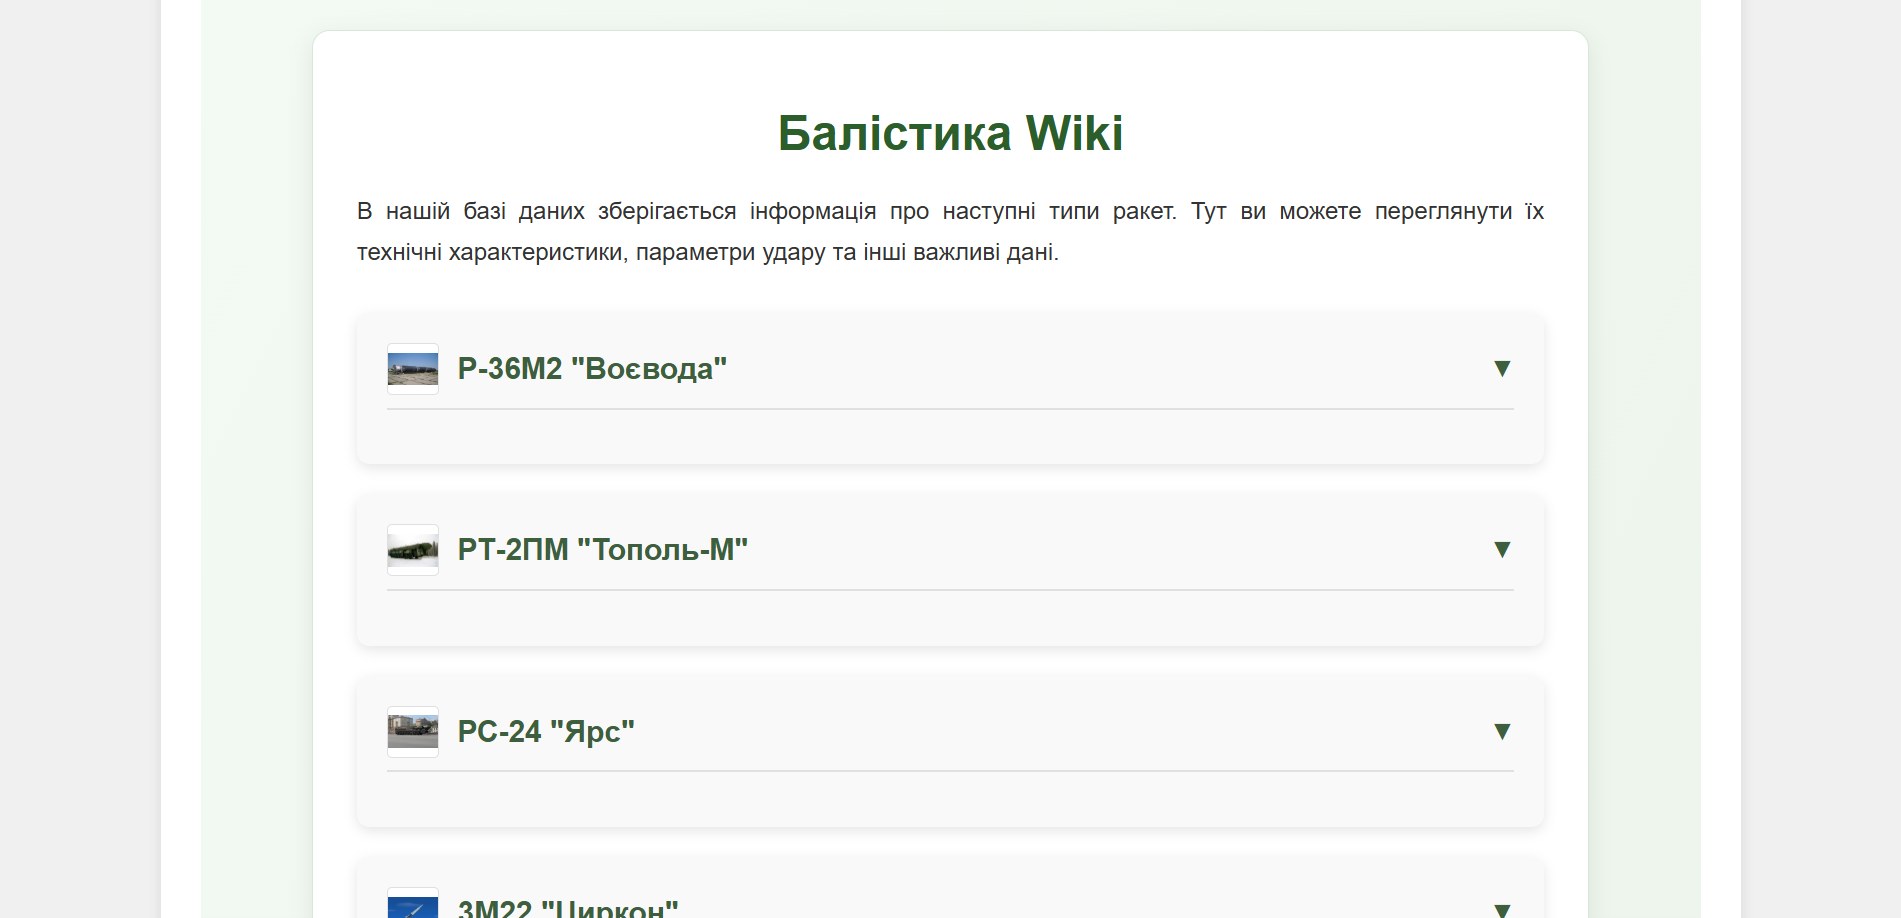 Балістика Wiki
В нашій базі даних зберігається інформація про наступні типи ракет. Тут ви можете переглянути їх
технічні характеристики, параметри удару та інші важливі дані.
Р-36М2 "Воєвода"
▼
РТ-2ПМ "Тополь-М"
▼
РС-24 "Ярс"
▼
3М22 "Циркон"
▼